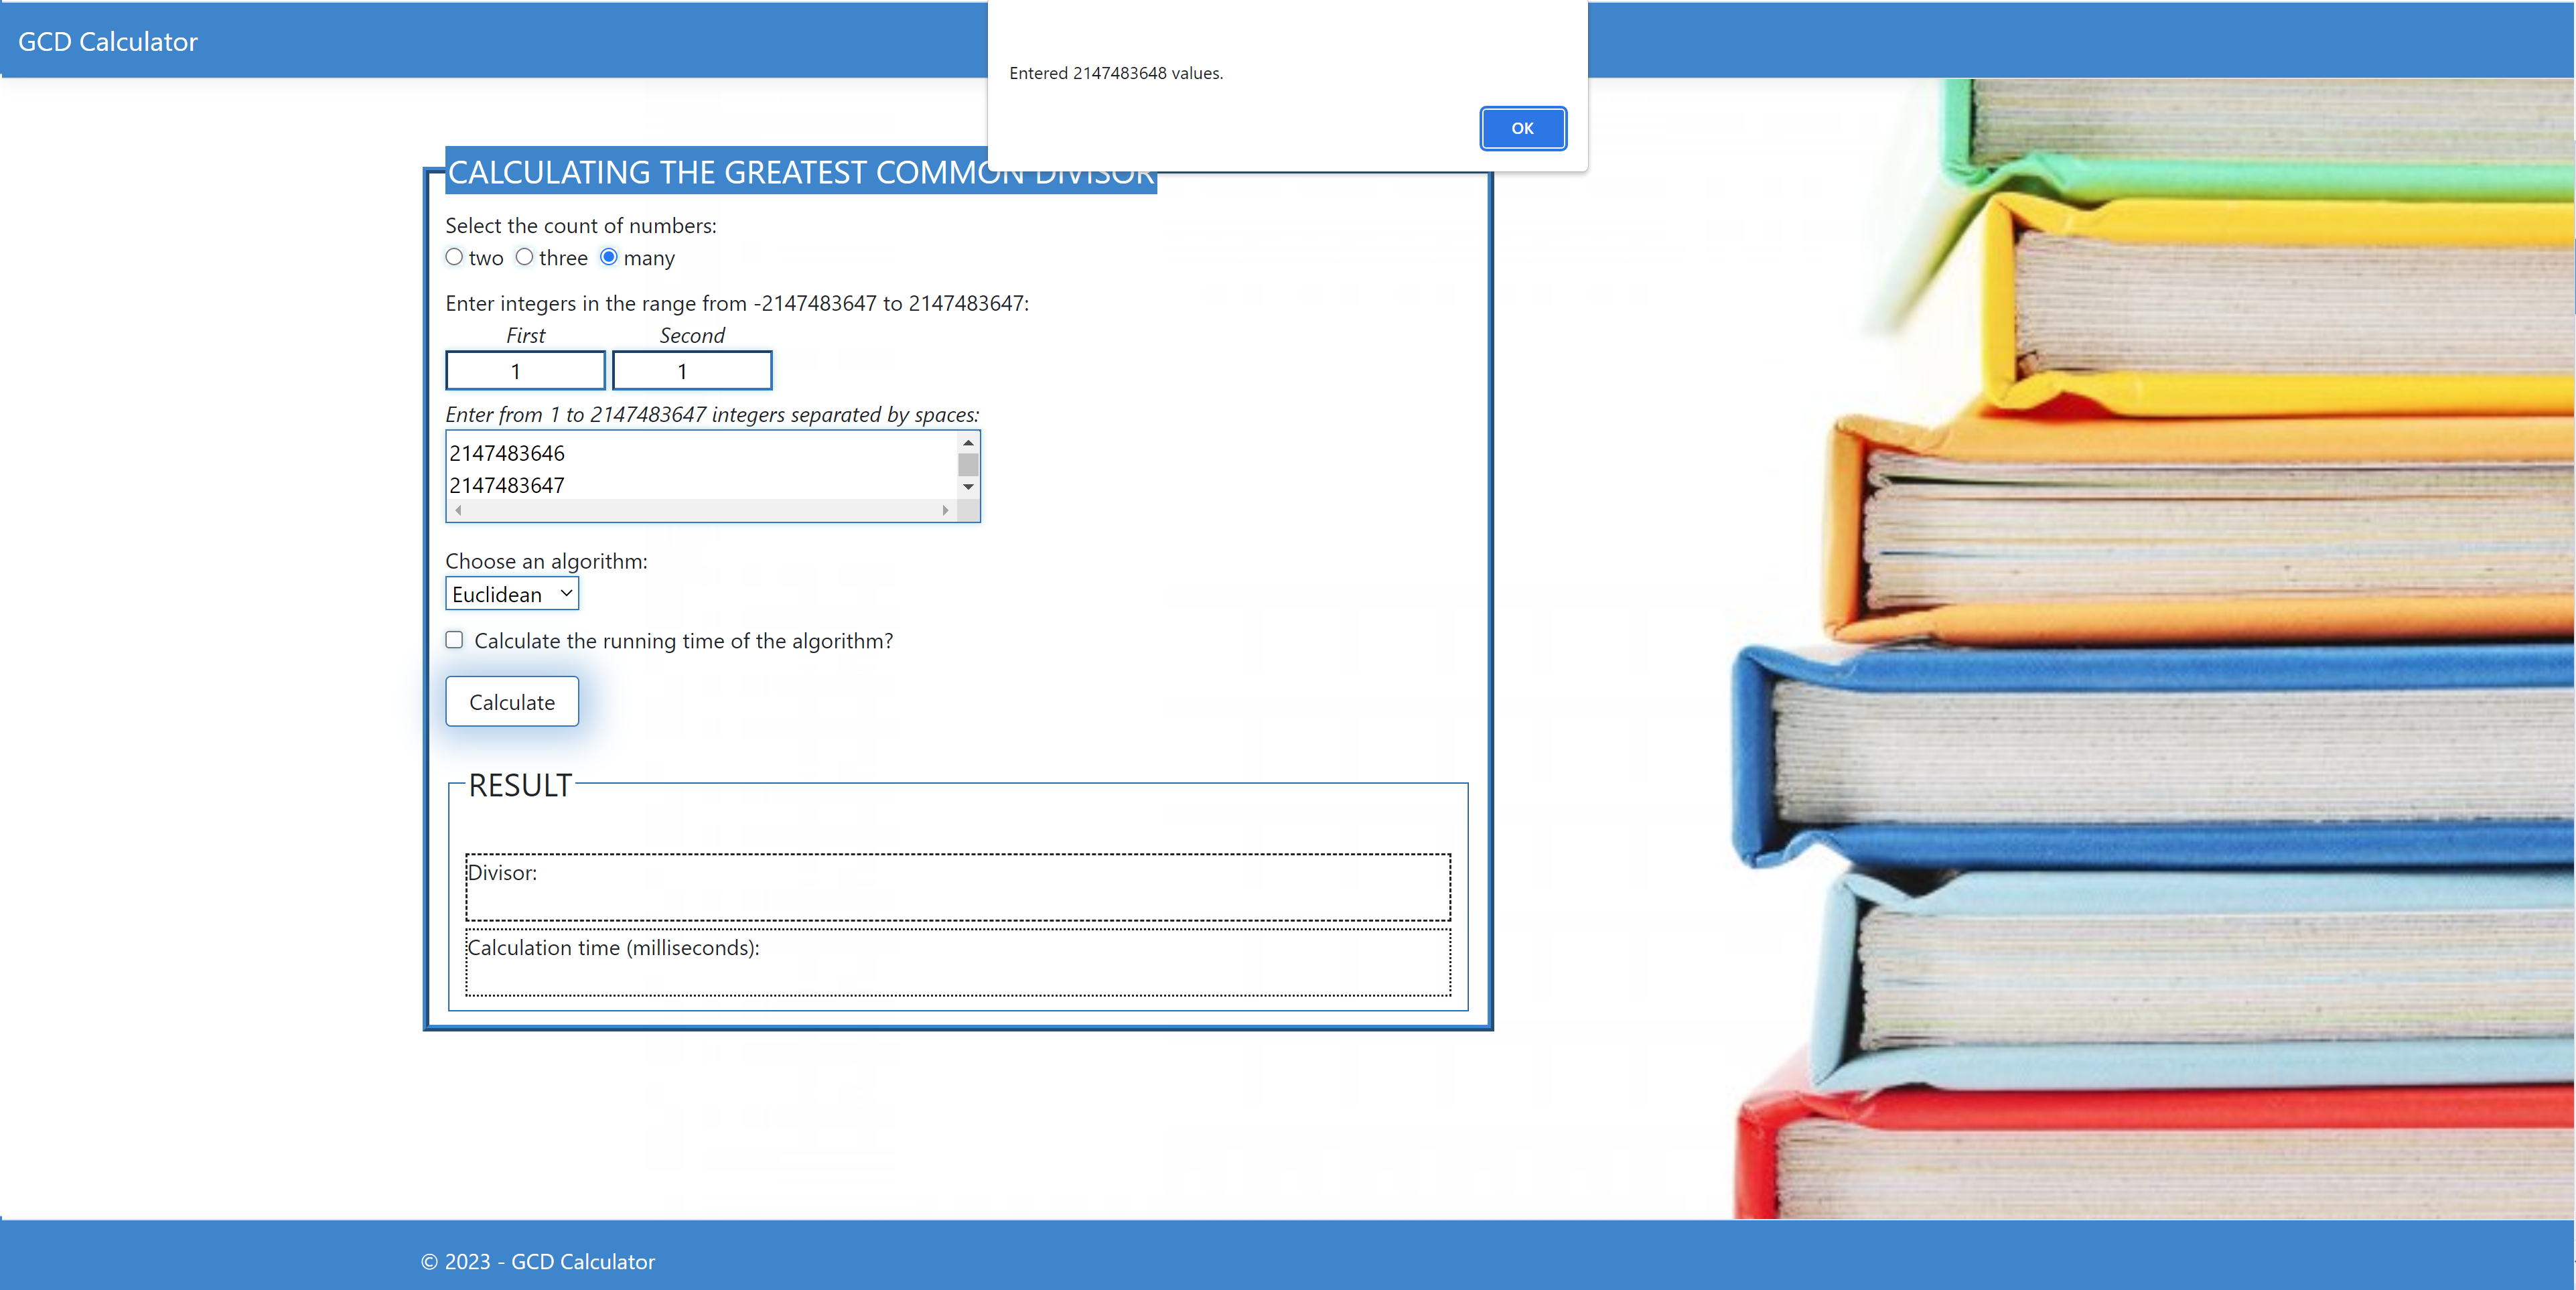 GCD Calculator
Entered 2147483648 values.
OK
CALCULATING THE GREATEST COMMON DIVISOR
Select the count of numbers:
two three many
Enter integers in the range from -2147483647 to 2147483647:
First Second
1 1
Enter from 1 to 2147483647 integers separated by spaces:
2147483646
2147483647
Choose an algorithm:
Euclidean
Calculate the running time of the algorithm?
Calculate
RESULT
Divisor:
Calculation time (milliseconds):
© 2023 - GCD Calculator